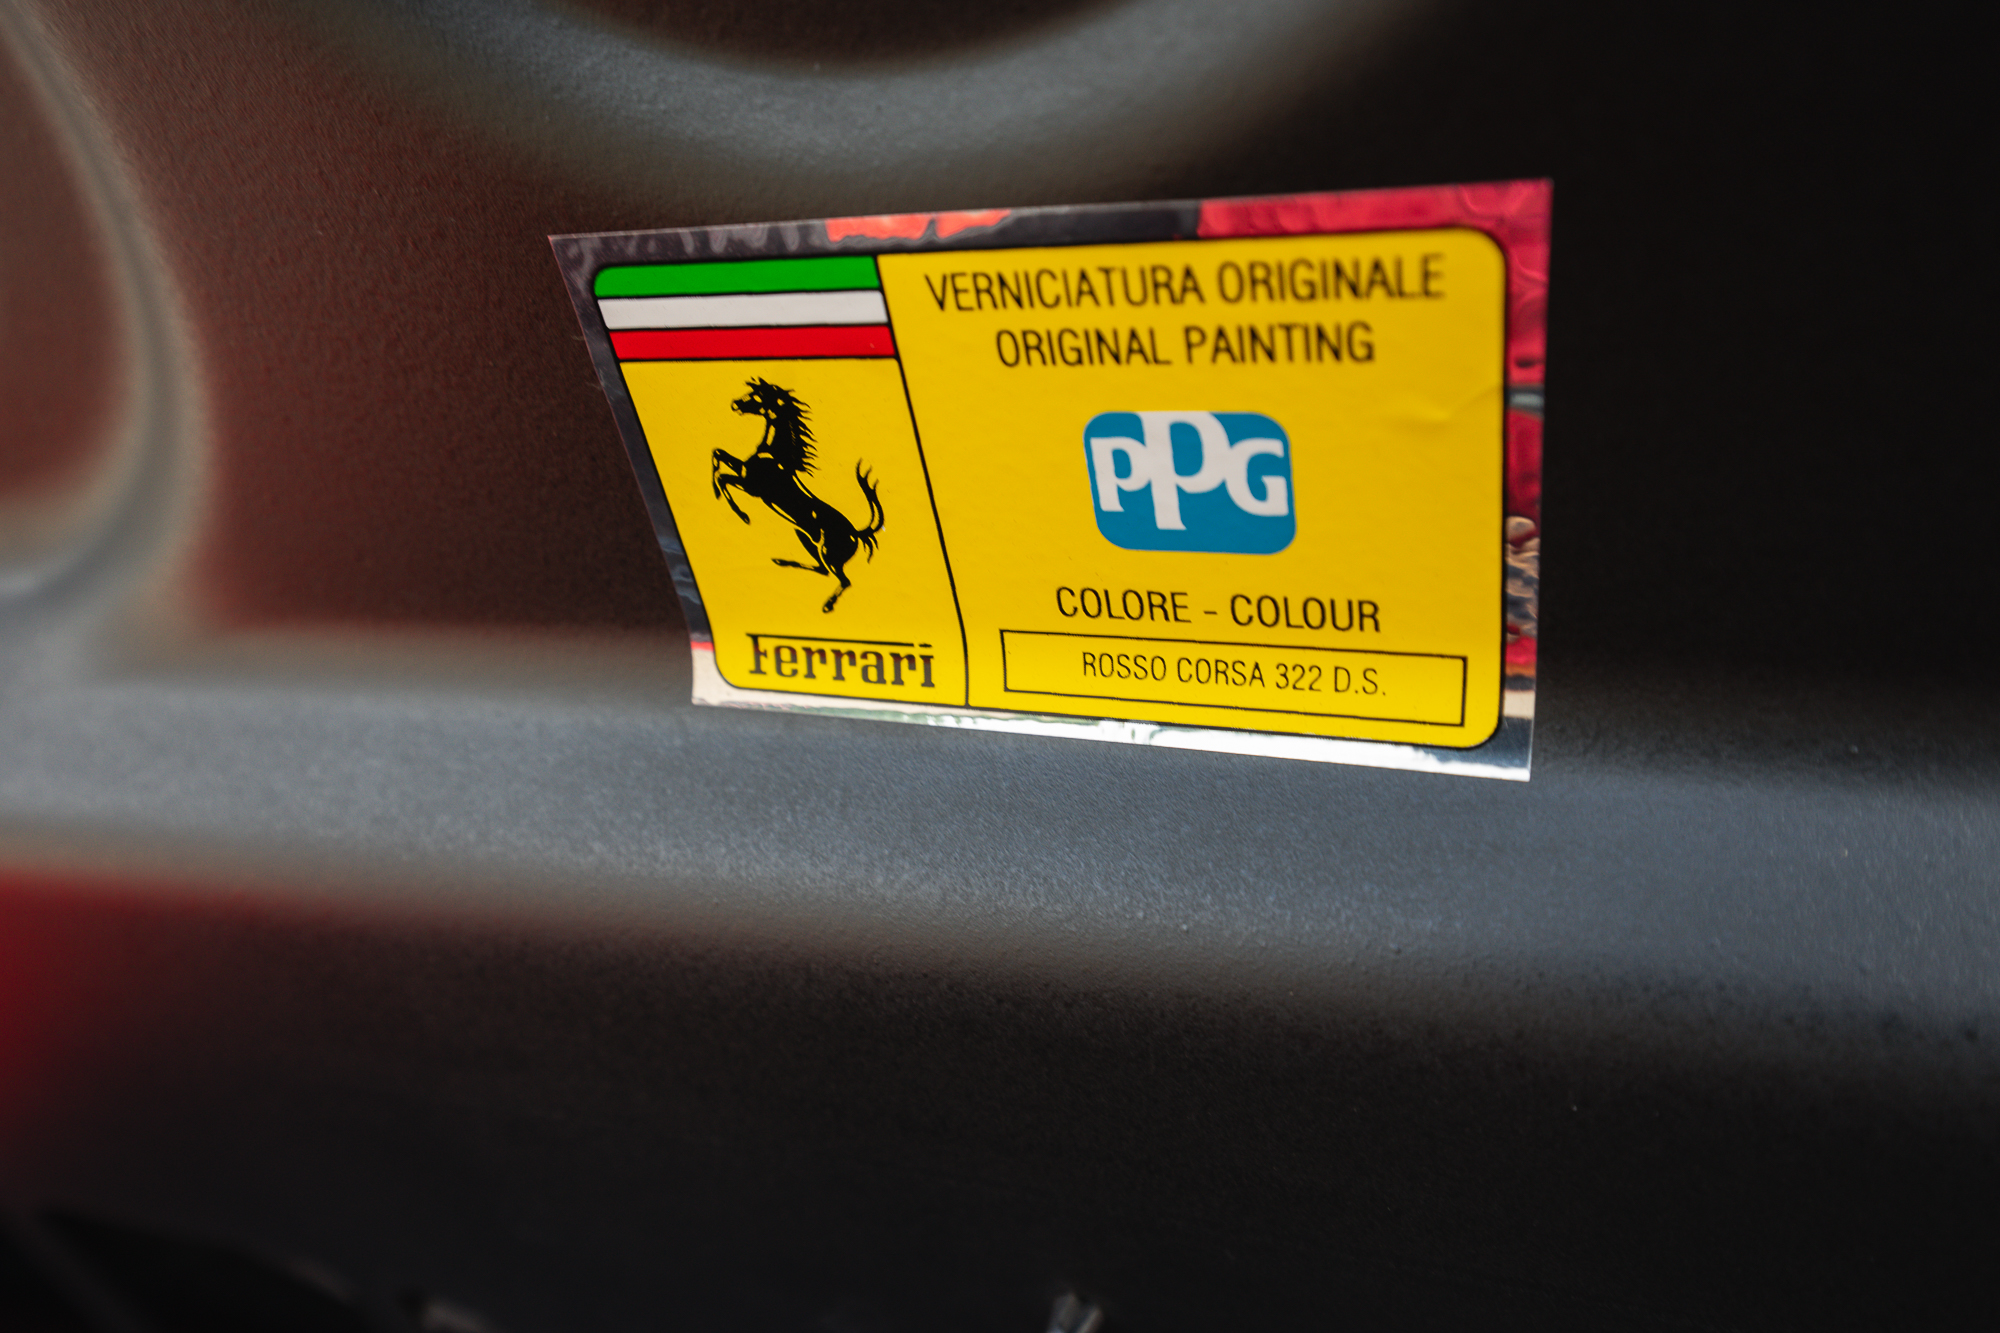 VERNICIATURA ORIGINALE
ORIGINAL PAINTING
PPG
COLORE - COLOUR
ROSSO CORSA 322 D.S.
Ferrari